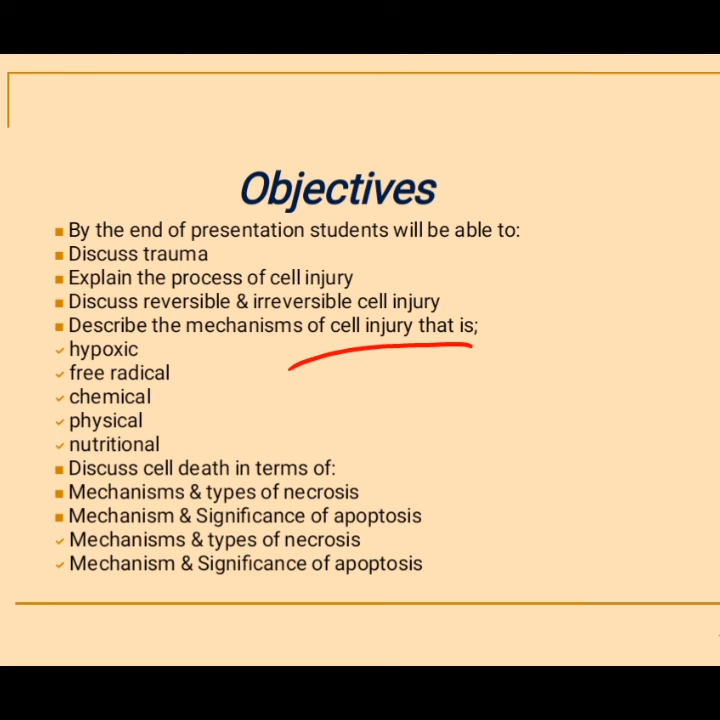 Objectives
By the end of presentation students will be able to:
Discuss trauma
Explain the process of cell injury
Discuss reversible & irreversible cell injury
Describe the mechanisms of cell injury that is;
hypoxic
free radical
chemical
physical
nutritional
Discuss cell death in terms of:
Mechanisms & types of necrosis
Mechanism & Significance of apoptosis
Mechanisms & types of necrosis
Mechanism & Significance of apoptosis